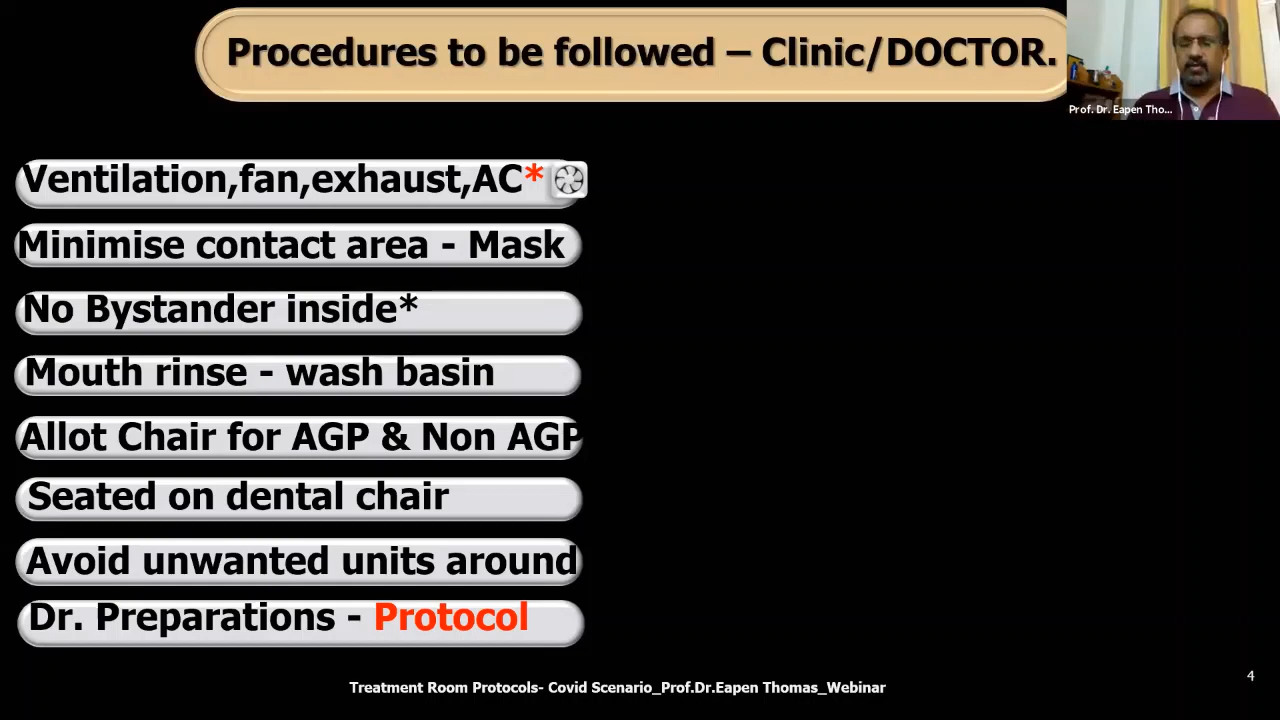 Procedures to be followed – Clinic/DOCTOR.
Prof. Dr. Eapen Tho...
Ventilation,fan,exhaust,AC*
Minimise contact area - Mask
No Bystander inside*
Mouth rinse - wash basin
Allot Chair for AGP & Non AGP
Seated on dental chair
Avoid unwanted units around
Dr. Preparations - Protocol
Treatment Room Protocols- Covid Scenario_Prof.Dr.Eapen Thomas_Webinar
4